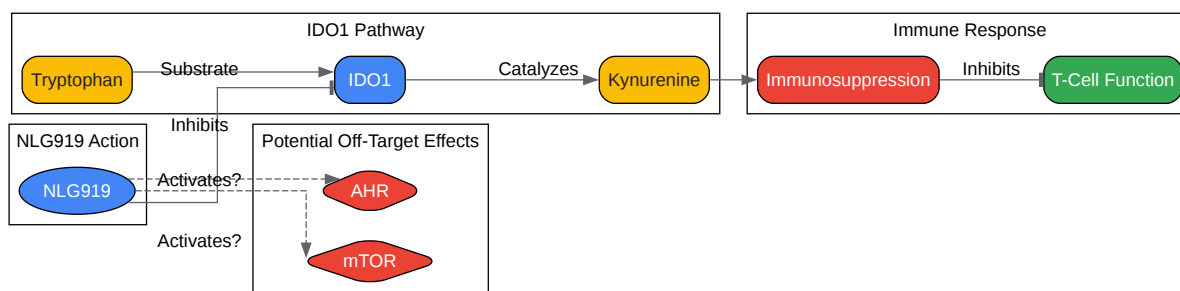 IDO1 Pathway
Immune Response
Tryptophan
Substrate
IDO1
Catalyzes
Kynurenine
Immunosuppression
Inhibits
T-Cell Function
Inhibits
NLG919 Action
Potential Off-Target Effects
NLG919
Activates?
AHR
Activates?
mTOR